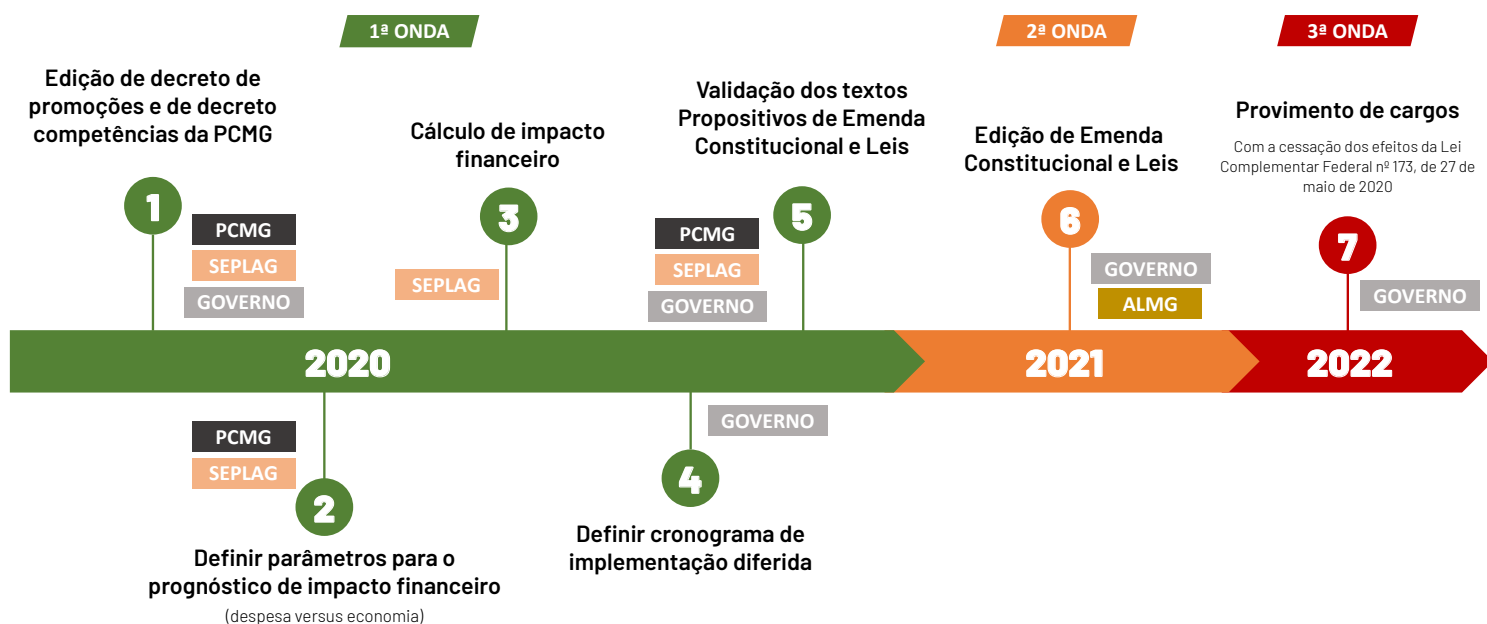 1ª ONDA
2ª ONDA
3ª ONDA
Edição de decreto de
promoções e de decreto
competências da PCMG
1
PCMG
SEPLAG
GOVERNO
Cálculo de impacto
financeiro
3
SEPLAG
Validação dos textos
Propositivos de Emenda
Constitucional e Leis
5
PCMG
SEPLAG
GOVERNO
Edição de Emenda
Constitucional e Leis
6
GOVERNO
ALMG
Provimento de cargos
Com a cessação dos efeitos da Lei
Complementar Federal nº 173, de 27 de
maio de 2020
7
GOVERNO
2020
2021
2022
PCMG
SEPLAG
2
Definir parâmetros para o
prognóstico de impacto financeiro
(despesa versus economia)
GOVERNO
4
Definir cronograma de
implementação diferida